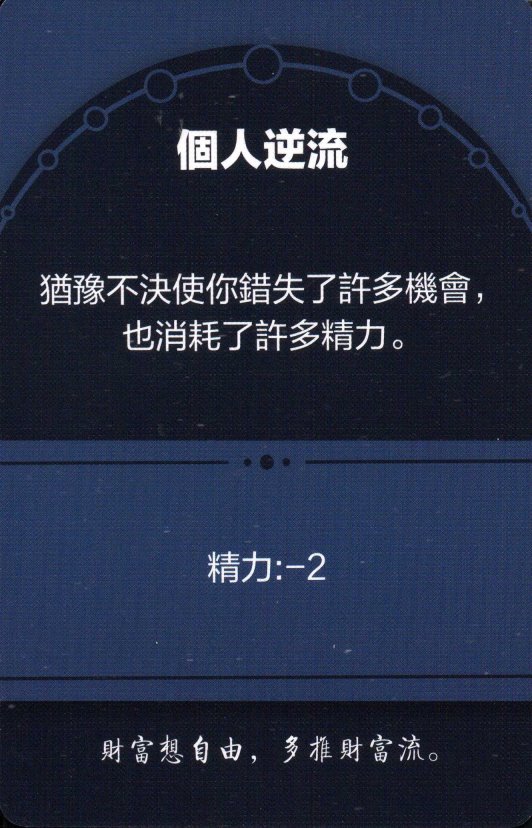 個人逆流
猶豫不決使你錯失了許多機會，
也消耗了許多精力。
精力:-2
財富想自由，多推財富流。